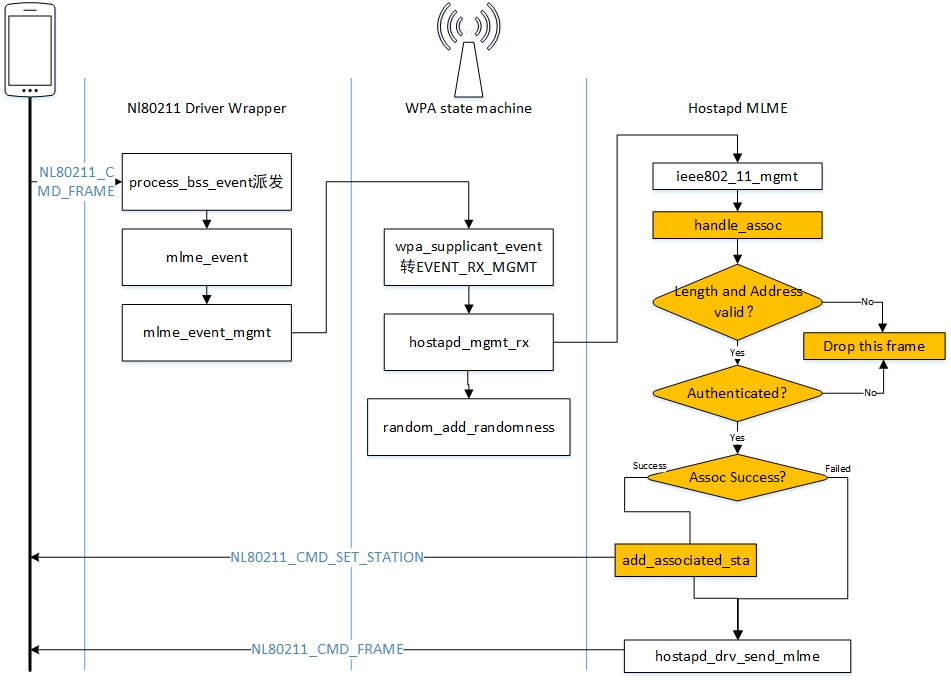 Nl80211 Driver Wrapper
WPA state machine
Hostapd MLME
NL80211_C
MD_FRAME
process_bss_event派发
mlme_event
mlme_event_mgmt
wpa_supplicant_event
转EVENT_RX_MGMT
hostapd_mgmt_rx
random_add_randomness
ieee802_11_mgmt
handle_assoc
Length and Address
valid？
No
Drop this frame
Yes
Authenticated?
No
Yes
Success
Assoc Success?
Failed
NL80211_CMD_SET_STATION
add_associated_sta
NL80211_CMD_FRAME
hostapd_drv_send_mlme